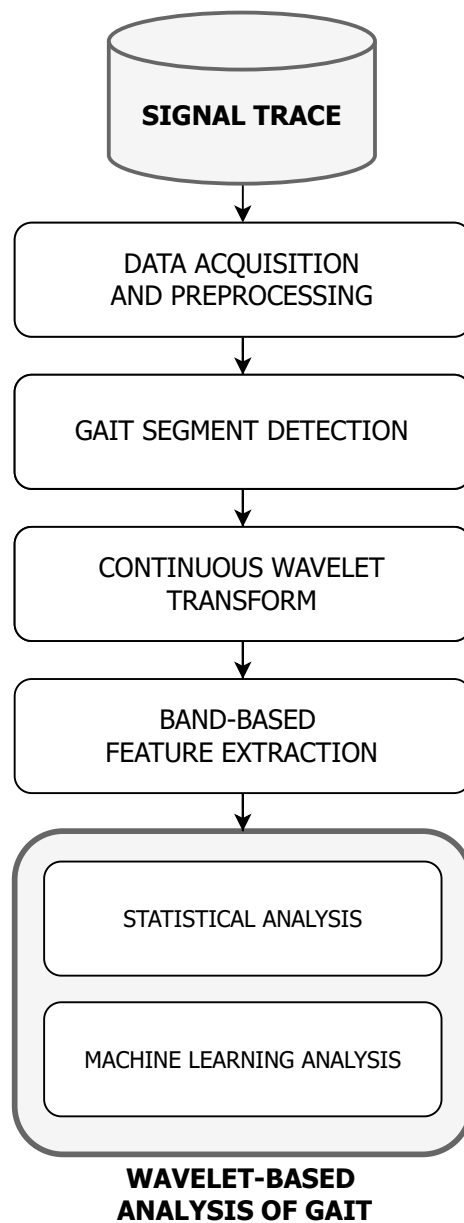 SIGNAL TRACE
DATA ACQUISITION
AND PREPROCESSING
GAIT SEGMENT DETECTION
CONTINUOUS WAVELET
TRANSFORM
BAND-BASED
FEATURE EXTRACTION
STATISTICAL ANALYSIS
MACHINE LEARNING ANALYSIS
WAVELET-BASED
ANALYSIS OF GAIT